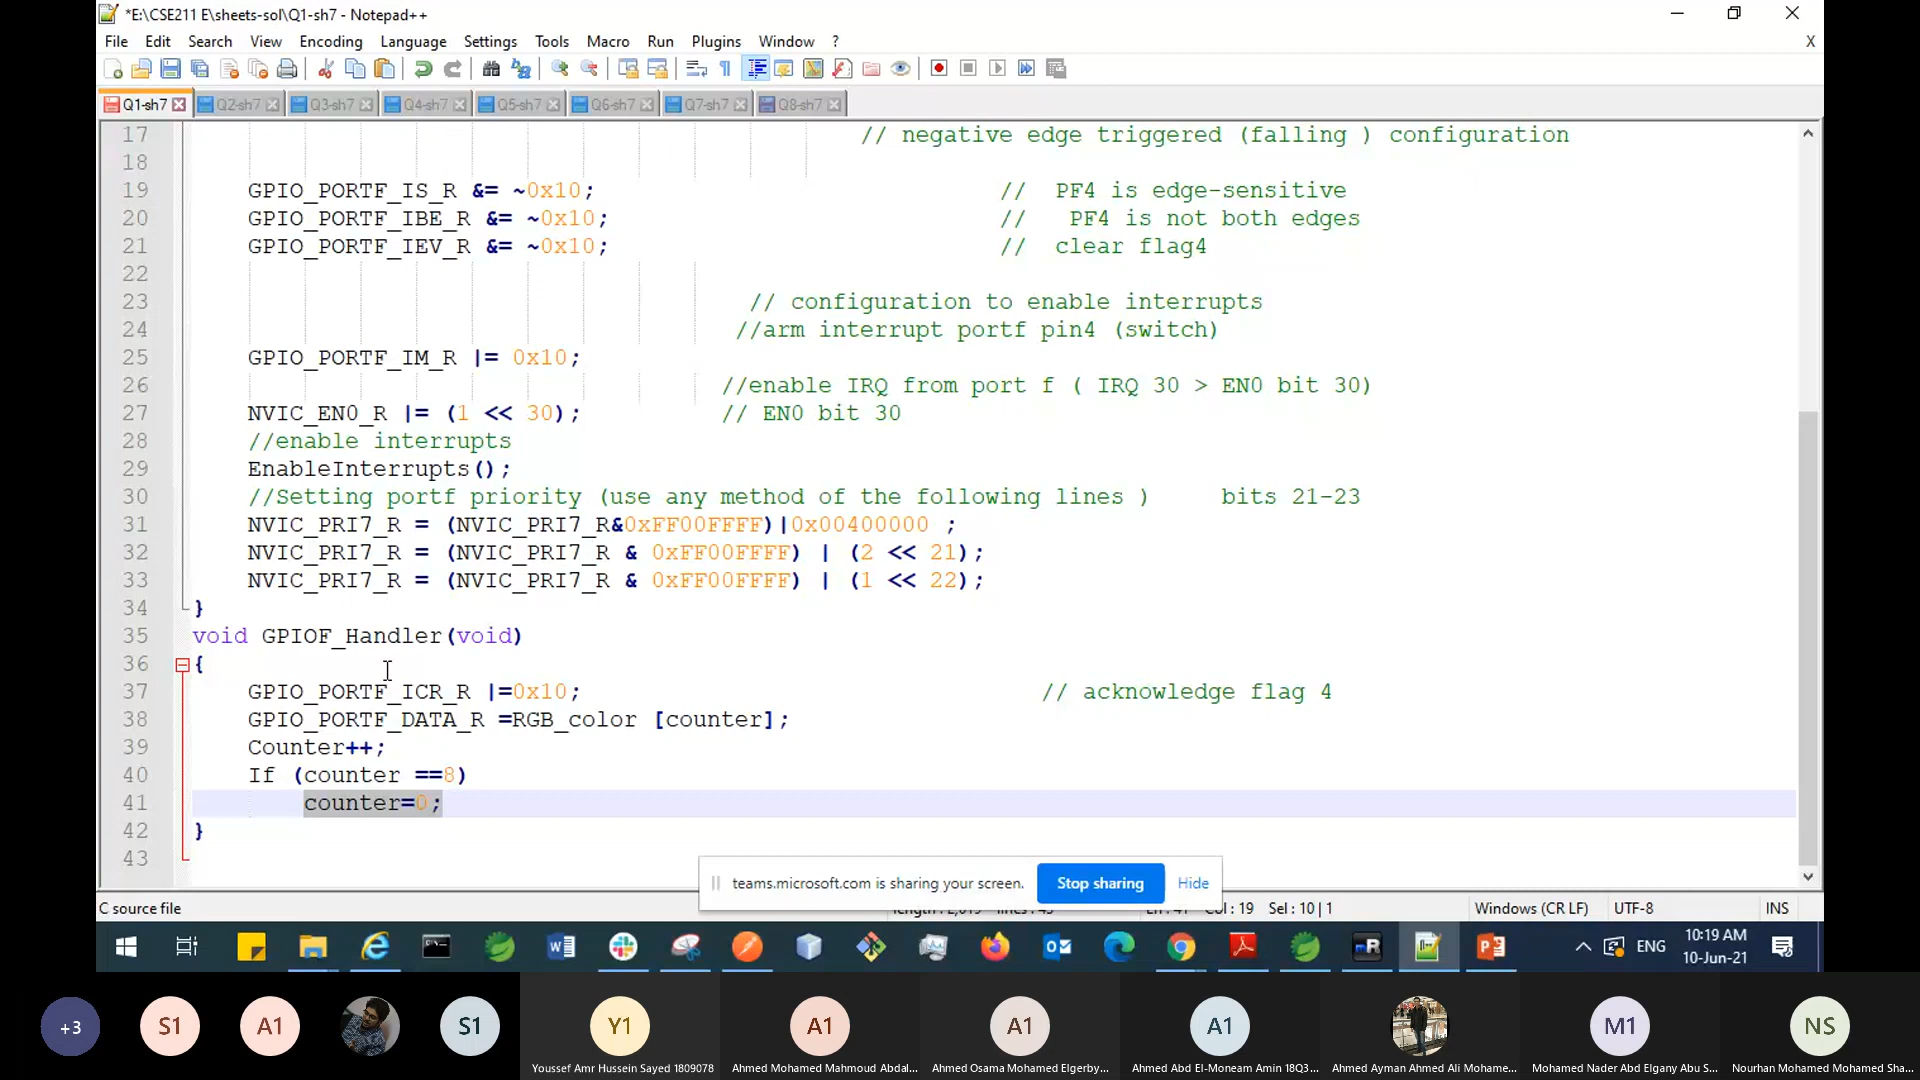 *E:\CSE211 E\sheets-sol\Q1-sh7 - Notepad++
File Edit Search View Encoding Language Settings Tools Macro Run Plugins Window ? X
Q1-sh7 Q2-sh7 Q3-sh7 Q4-sh7 Q5-sh7 Q6-sh7 Q7-sh7 Q8-sh7
17 // negative edge triggered (falling ) configuration
18
19 GPIO_PORTF_IS_R &= ~0x10; // PF4 is edge-sensitive
20 GPIO_PORTF_IBE_R &= ~0x10; // PF4 is not both edges
21 GPIO_PORTF_IEV_R &= ~0x10; // clear flag4
22
23 // configuration to enable interrupts
24 //arm interrupt portf pin4 (switch)
25 GPIO_PORTF_IM_R |= 0x10;
26 //enable IRQ from port f ( IRQ 30 > EN0 bit 30)
27 NVIC_EN0_R |= (1 << 30); // EN0 bit 30
28 //enable interrupts
29 EnableInterrupts();
30 //Setting portf priority (use any method of the following lines ) bits 21-23
31 NVIC_PRI7_R = (NVIC_PRI7_R&0xFF00FFFF)|0x00400000 ;
32 NVIC_PRI7_R = (NVIC_PRI7_R & 0xFF00FFFF) | (2 << 21);
33 NVIC_PRI7_R = (NVIC_PRI7_R & 0xFF00FFFF) | (1 << 22);
34 }
35 void GPIOF_Handler(void)
36 {
37 GPIO_PORTF_ICR_R |=0x10; // acknowledge flag 4
38 GPIO_PORTF_DATA_R =RGB_color [counter];
39 Counter++;
40 If (counter ==8)
41 counter=0;
42 }
43
teams.microsoft.com is sharing your screen. Stop sharing Hide
C source file Col : 19 Sel : 10 | 1 Windows (CR LF) UTF-8 INS
ENG 10:19 AM
10-Jun-21
+3 S1 A1 S1 Y1 A1 A1 A1 M1 NS
Youssef Amr Hussein Sayed 1809078 Ahmed Mohamed Mahmoud Abdal... Ahmed Osama Mohamed Elgerby... Ahmed Abd El-Moneam Amin 18Q3... Ahmed Ayman Ahmed Ali Mohame... Mohamed Nader Abd Elgany Abu S... Nourhan Mohamed Mohamed Sha...